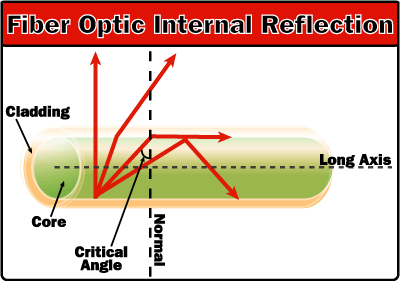 Fiber Optic Internal Reflection
Cladding
Long Axis
Core
Critical
Angle
Normal